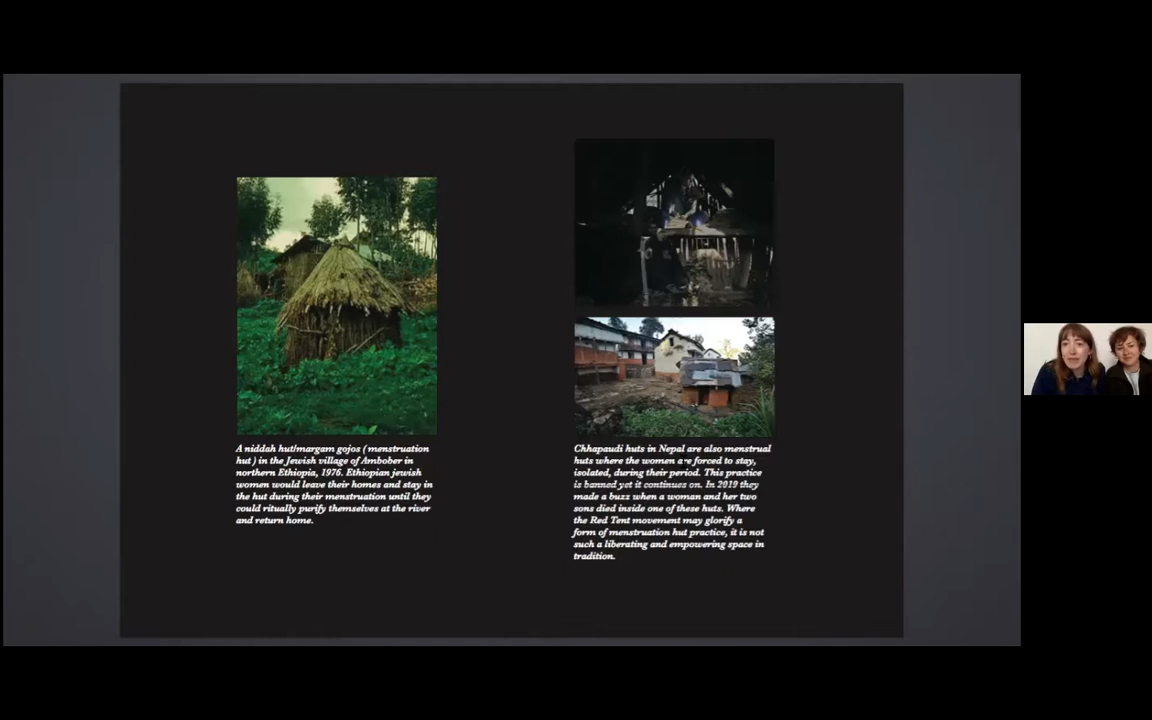 A niddah hut/margam gojos ( menstruation
hut ) in the Jewish village of Ambober in
northern Ethiopia, 1976. Ethiopian jewish
women would leave their homes and stay in
the hut during their menstruation until they
could ritually purify themselves at the river
and return home.
Chhapaudi huts in Nepal are also menstrual
huts where the women are forced to stay,
isolated, during their period. This practice
is banned yet it continues on. In 2019 they
made a buzz when a woman and her two
sons died inside one of these huts. Where
the Red Tent movement may glorify a
form of menstruation hut practice, it is not
such a liberating and empowering space in
tradition.